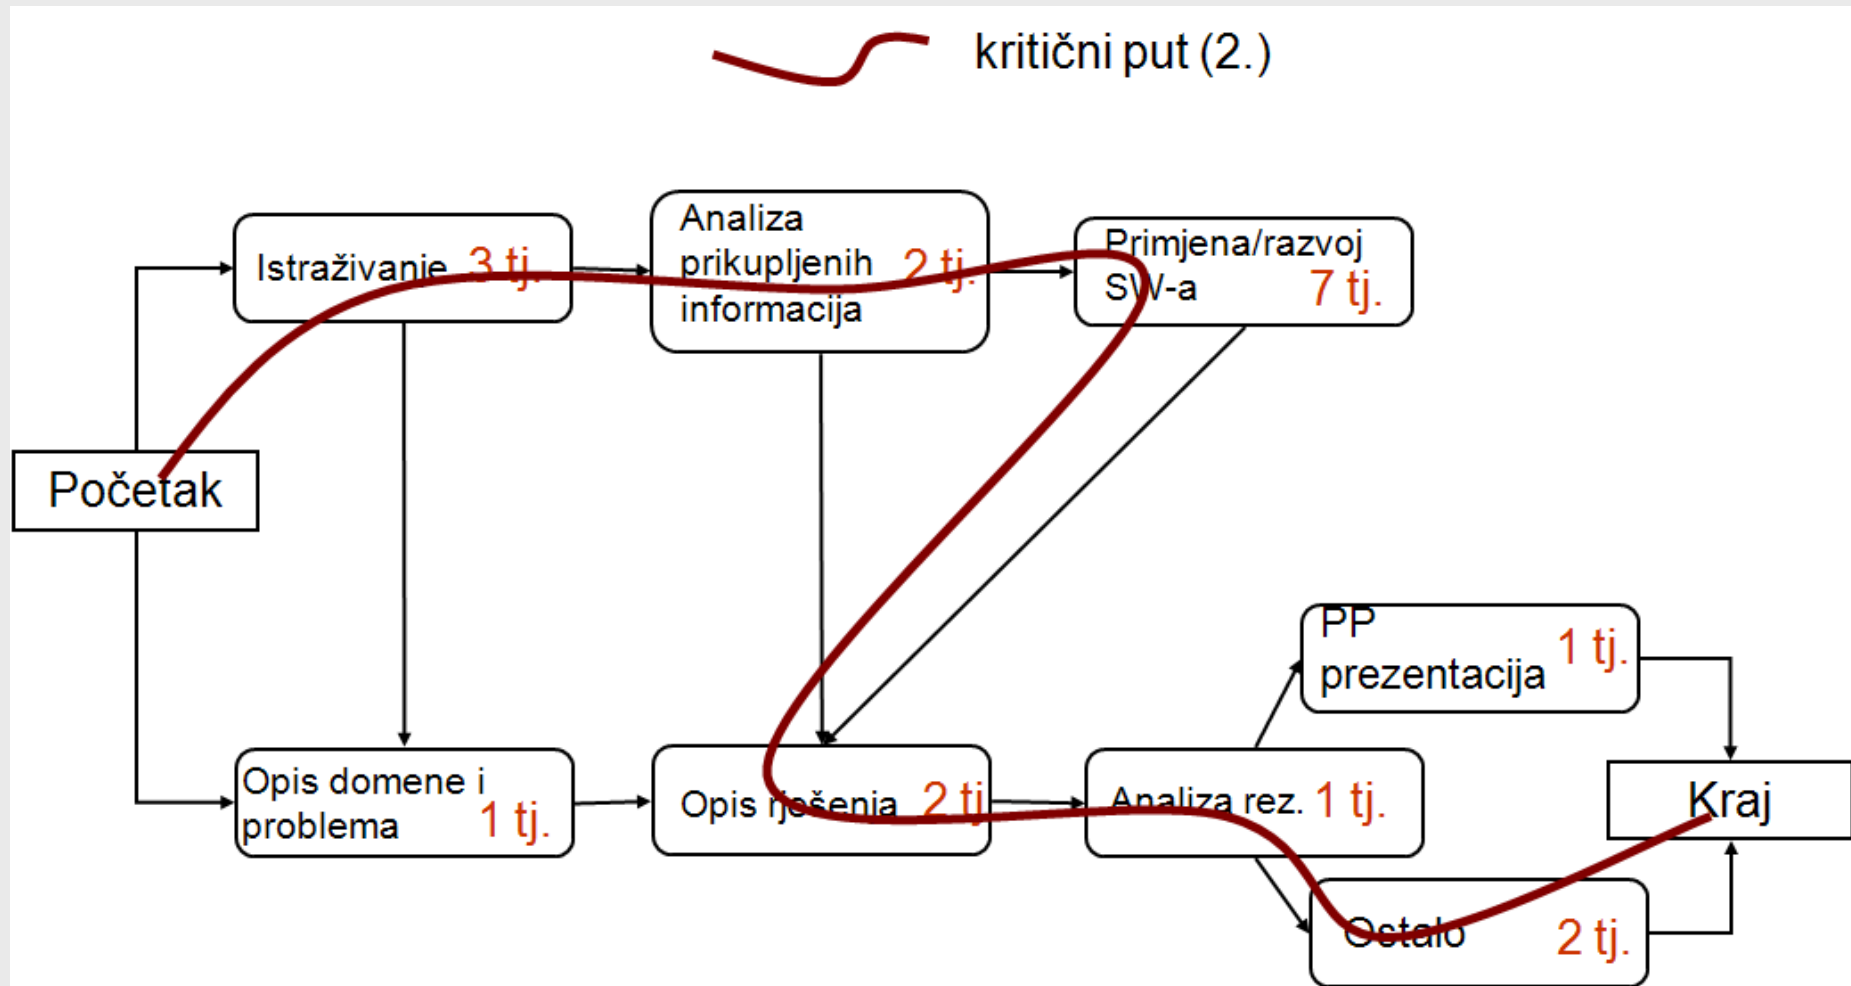 kritični put (2.)
Istraživanje 3 tj.
Analiza
prikupljenih 2 tj.
informacija
Primjena/razvoj
SW-a 7 tj.
Početak
PP
prezentacija 1 tj.
Opis domene i
problema 1 tj.
Opis rješenja 2 tj
Analiza rez. 1 tj.
Kraj
Ostalo 2 tj.